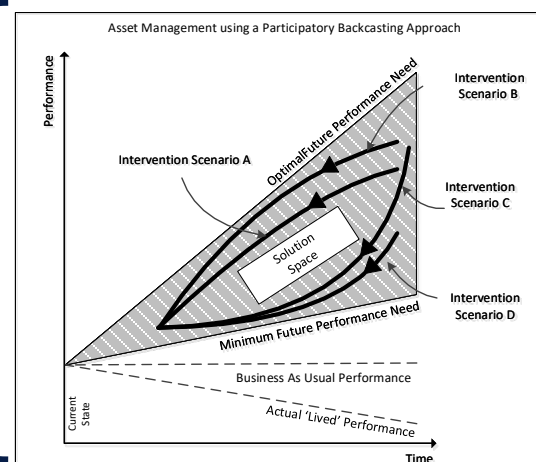 Asset Management using a Participatory Backcasting Approach
Performance
OptimalFuture Performance Need
Intervention
Scenario B
Intervention Scenario A
Intervention
Scenario C
Solution
Space
Intervention
Scenario D
Minimum Future Performance Need
Business As Usual Performance
Actual ‘Lived’ Performance
Current
State
Time